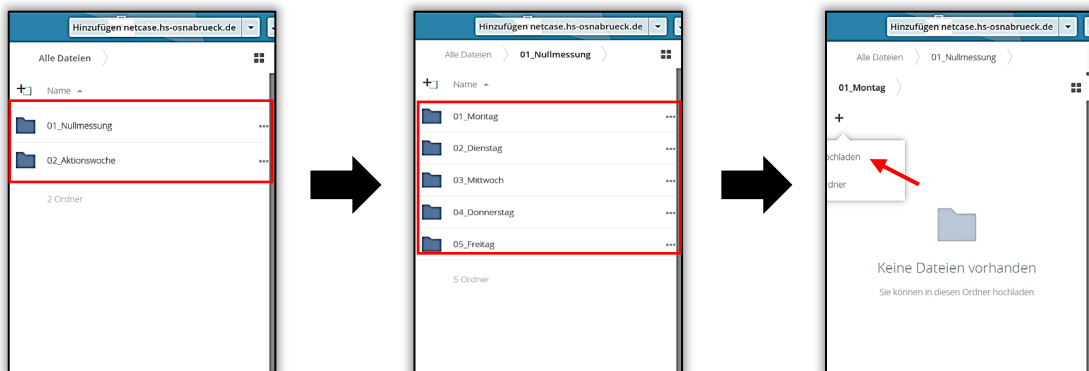 Hinzufügen netcase.hs-osnabrueck.de
Alle Dateien
Name
01_Nullmessung
02_Aktionswoche
2 Ordner
Hinzufügen netcase.hs-osnabrueck.de
Alle Dateien 01_Nullmessung
Name
01_Montag
02_Dienstag
03_Mittwoch
04_Donnerstag
05_Freitag
5 Ordner
Hinzufügen netcase.hs-osnabrueck.de
Alle Dateien 01_Nullmessung
01_Montag
ochladen
rdner
Keine Dateien vorhanden
Sie können in diesen Ordner hochladen